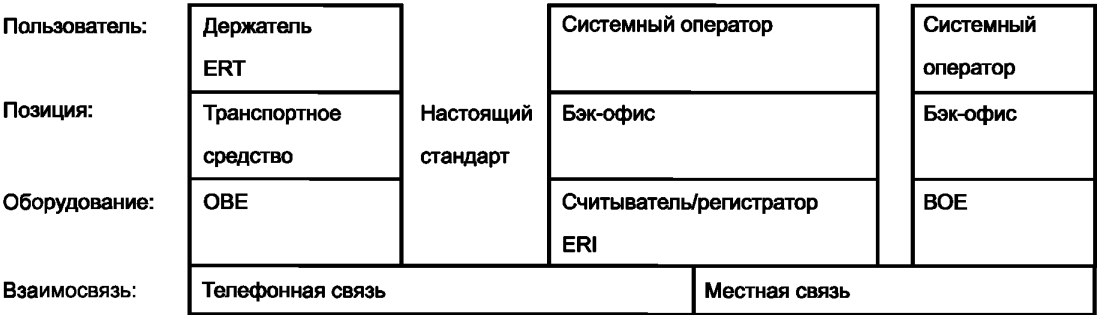 Пользователь: Держатель Системный оператор Системный
ERT оператор
Позиция: Транспортное Настоящий Бэк-офис Бэк-офис
средство стандарт
Оборудование: OBE Считыватель/регистратор BOE
ERI
Взаимосвязь: Телефонная связь Местная связь